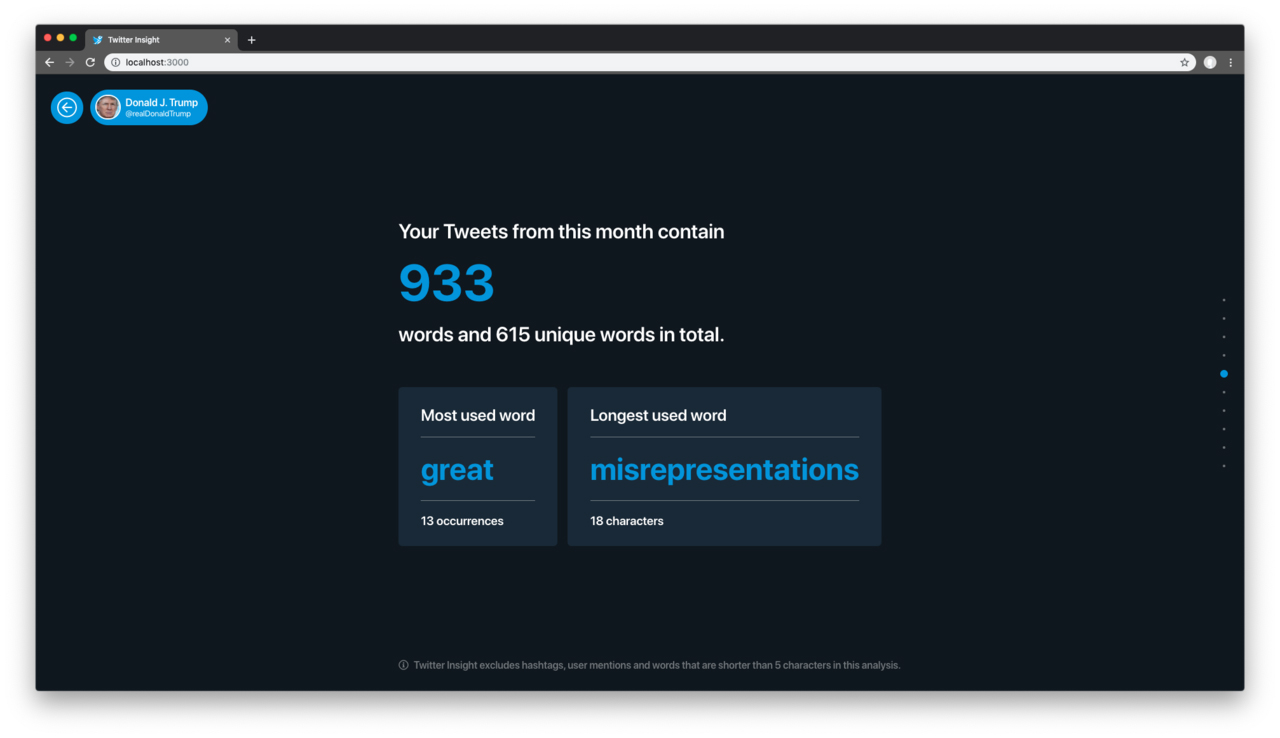 Twitter Insight
localhost:3000
Donald J. Trump
@realDonaldTrump
Your Tweets from this month contain
933
words and 615 unique words in total.
Most used word
great
13 occurrences
Longest used word
misrepresentations
18 characters
Twitter Insight excludes hashtags, user mentions and words that are shorter than 5 characters in this analysis.